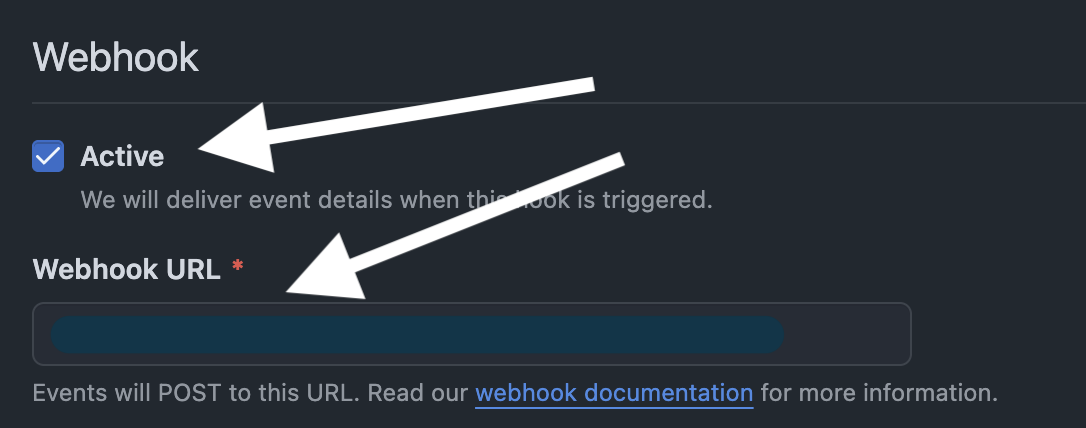 Webhook
Active
We will deliver event details when this hook is triggered.
Webhook URL *
Events will POST to this URL. Read our webhook documentation for more information.